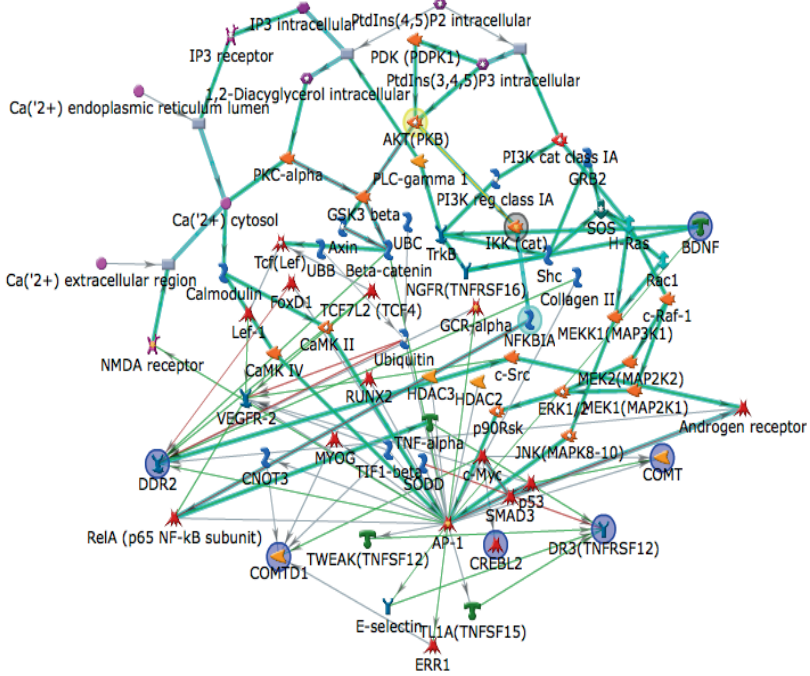 IP3 intracellular
PtdIns(4,5)P2 intracellular
IP3 receptor
PDK (PDPK1)
PtdIns(3,4,5)P3 intracellular
1,2-Diacyglycerol intracellular
Ca('2+) endoplasmic reticulum lumen
AKT(PKB)
PI3K cat class IA
PKC-alpha
PLC-gamma 1
GRB2
PI3K reg class IA
Ca('2+) cytosol
GSK3 beta
SOS
UBC
IKK (cat)
H-Ras
BDNF
Axin
TrkB
Tcf(Lef)
UBB
Beta-catenin
Shc
Rac1
Ca('2+) extracellular region
Calmodulin
NGFR(TNFRSF16)
Collagen II
FoxD1
TCF7L2 (TCF4)
c-Raf-1
Lef-1
GCR-alpha
NFKBIA
MEKK1(MAP3K1)
CaMK II
Ubiquitin
NMDA receptor
CaMK IV
c-Src
MEK2(MAP2K2)
RUNX2
HDAC3
HDAC2
ERK1/2
MEK1(MAP2K1)
VEGFR-2
p90Rsk
Androgen receptor
TNF-alpha
JNK(MAPK8-10)
MYOG
TIF1-beta
c-Myc
COMT
DDR2
CNOT3
SODD
p53
SMAD3
RelA (p65 NF-kB subunit)
AP-1
TWEAK(TNFSF12)
CREBL2
DR3(TNFRSF12)
COMTD1
E-selectin
TL1A(TNFSF15)
ERR1